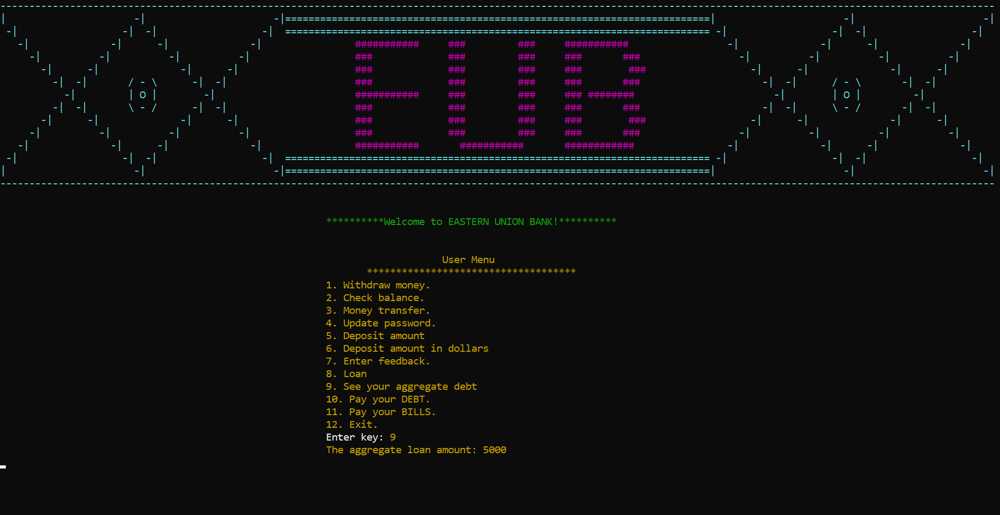 EUB
**********Welcome to EASTERN UNION BANK!**********
User Menu
************************************
1. Withdraw money.
2. Check balance.
3. Money transfer.
4. Update password.
5. Deposit amount
6. Deposit amount in dollars
7. Enter feedback.
8. Loan
9. See your aggregate debt
10. Pay your DEBT.
11. Pay your BILLS.
12. Exit.
Enter key: 9
The aggregate loan amount: 5000